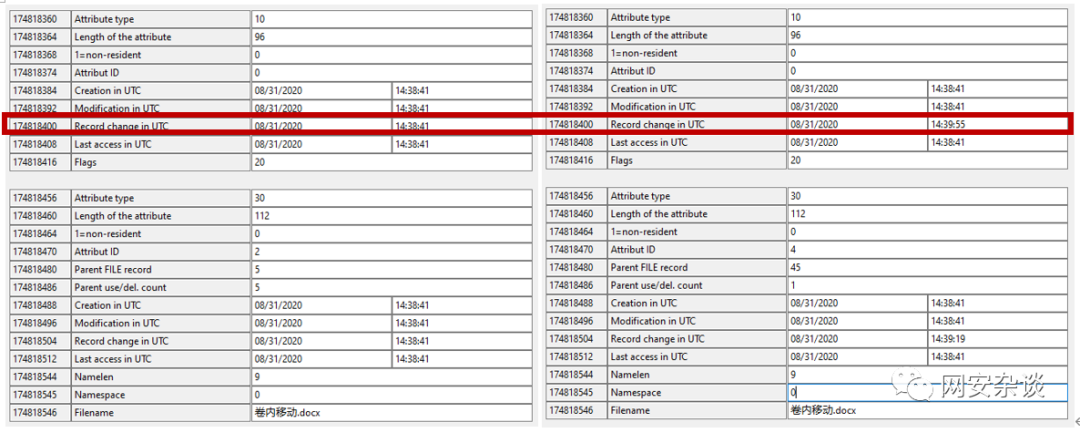 174818360 Attribute type 10
174818364 Length of the attribute 96
174818368 1=non-resident 0
174818374 Attribut ID 0
174818384 Creation in UTC 08/31/2020 14:38:41
174818392 Modification in UTC 08/31/2020 14:38:41
174818400 Record change in UTC 08/31/2020 14:38:41
174818408 Last access in UTC 08/31/2020 14:38:41
174818416 Flags 20
174818456 Attribute type 30
174818460 Length of the attribute 112
174818464 1=non-resident 0
174818470 Attribut ID 2
174818480 Parent FILE record 5
174818486 Parent use/del. count 5
174818488 Creation in UTC 08/31/2020 14:38:41
174818496 Modification in UTC 08/31/2020 14:38:41
174818504 Record change in UTC 08/31/2020 14:38:41
174818512 Last access in UTC 08/31/2020 14:38:41
174818544 Namelen 9
174818545 Namespace 0
174818546 Filename 卷内移动.docx
174818360 Attribute type 10
174818364 Length of the attribute 96
174818368 1=non-resident 0
174818374 Attribut ID 0
174818384 Creation in UTC 08/31/2020 14:38:41
174818392 Modification in UTC 08/31/2020 14:38:41
174818400 Record change in UTC 08/31/2020 14:39:55
174818408 Last access in UTC 08/31/2020 14:38:41
174818416 Flags 20
174818456 Attribute type 30
174818460 Length of the attribute 112
174818464 1=non-resident 0
174818470 Attribut ID 4
174818480 Parent FILE record 45
174818486 Parent use/del. count 1
174818488 Creation in UTC 08/31/2020 14:38:41
174818496 Modification in UTC 08/31/2020 14:38:41
174818504 Record change in UTC 08/31/2020 14:39:19
174818512 Last access in UTC 08/31/2020 14:38:41
174818544 Namelen 9
174818545 Namespace 0
174818546 Filename 卷内移动.docx
网安杂谈